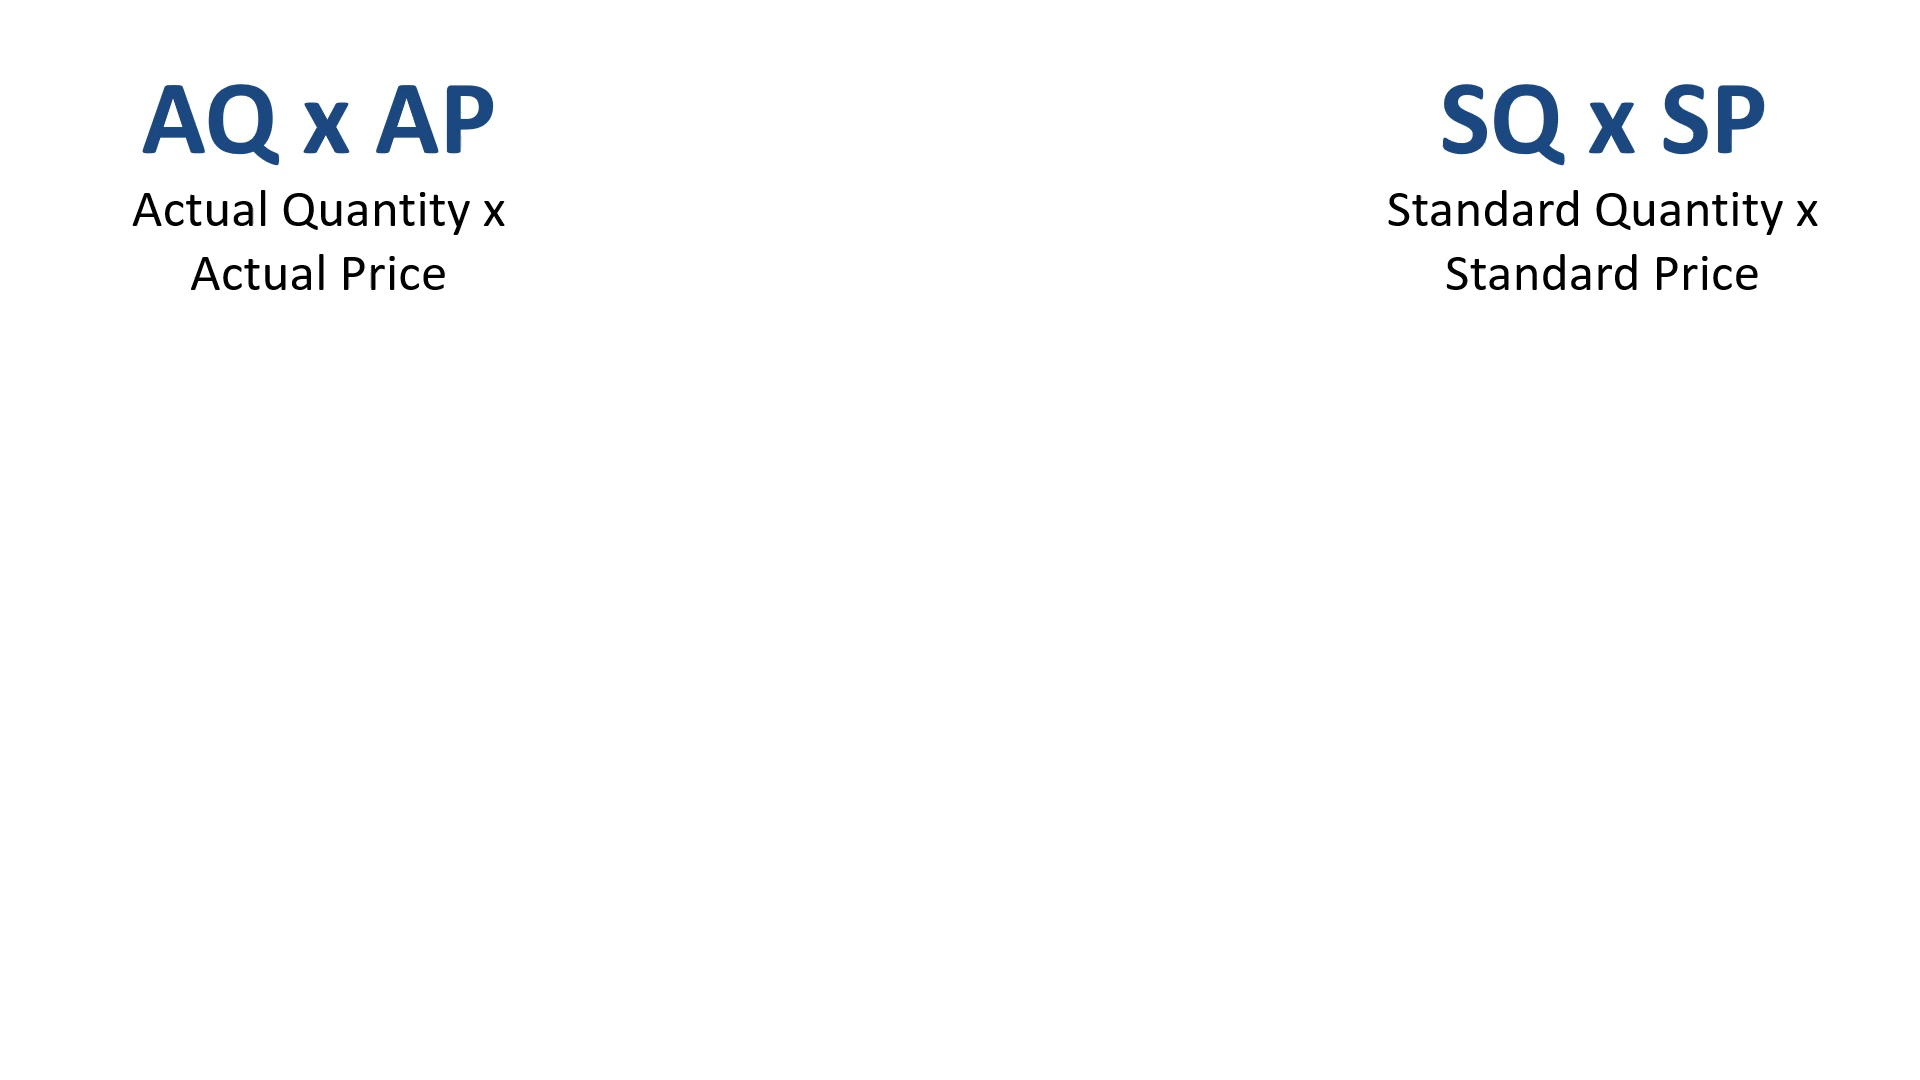 AQ x AP
Actual Quantity x
Actual Price
SQ x SP
Standard Quantity x
Standard Price